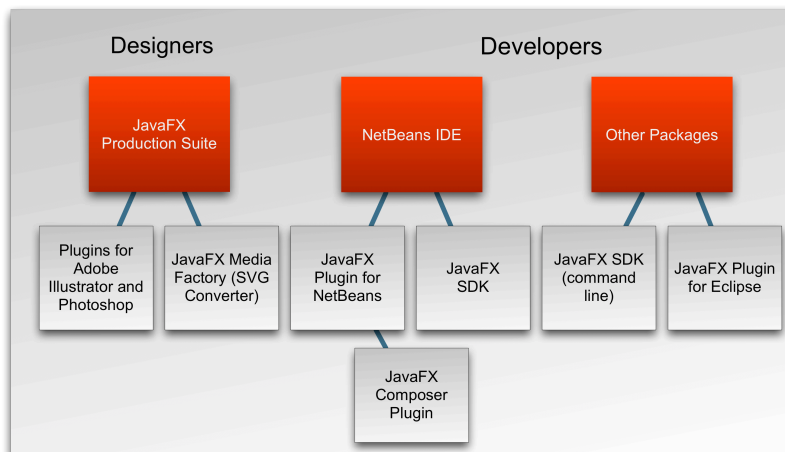 Designers
Developers
JavaFX
Production Suite
NetBeans IDE
Other Packages
Plugins for
Adobe
Illustrator and
Photoshop
JavaFX Media
Factory (SVG
Converter)
JavaFX
Plugin for
NetBeans
JavaFX
SDK
JavaFX SDK
(command
line)
JavaFX Plugin
for Eclipse
JavaFX
Composer
Plugin